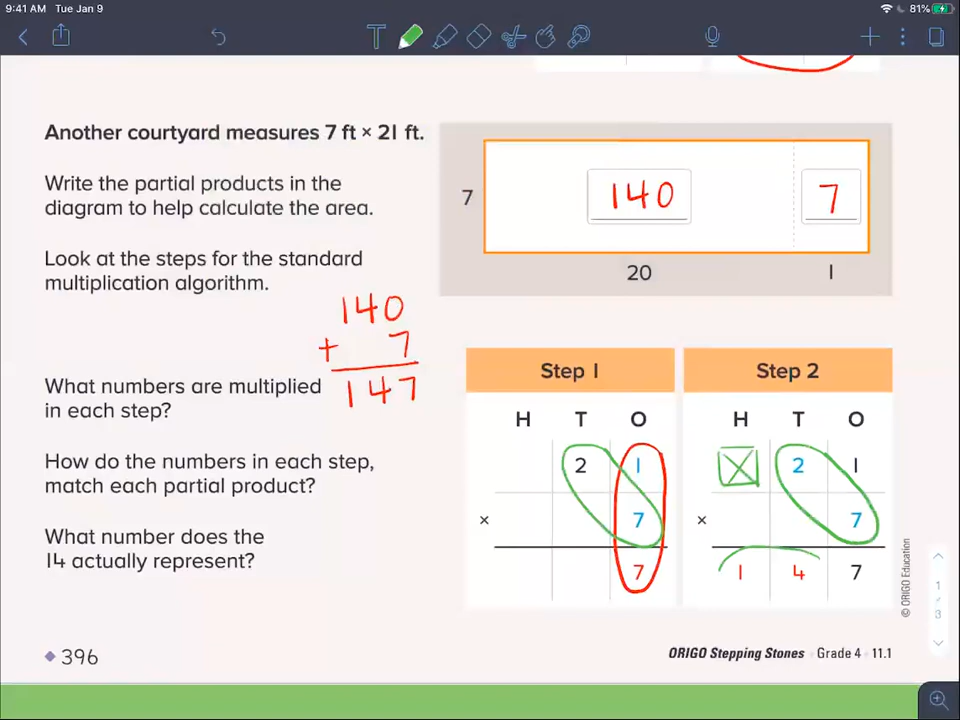 9:41 AM Tue Jan 9
81%
Another courtyard measures 7 ft × 21 ft.
Write the partial products in the
diagram to help calculate the area.
7
140
7
20
1
Look at the steps for the standard
multiplication algorithm.
140
+ 7
147
What numbers are multiplied
in each step?
How do the numbers in each step,
match each partial product?
What number does the
14 actually represent?
Step 1
H T O
2 1
× 7
7
Step 2
H T O
2 1
× 7
1 4 7
© ORIGO Education
1
/
3
396
ORIGO Stepping Stones Grade 4 11.1